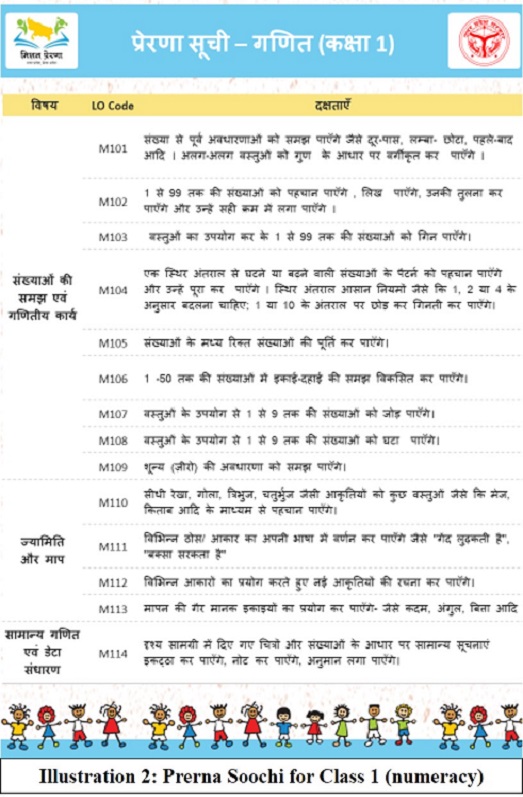 मिशन प्रेरणा
प्रेरणा सूची – गणित (कक्षा 1)
विषय LO Code दक्षताएँ
संख्याओं की समझ एवं गणितीय कार्य
M101 संख्या से पूर्व अवधारणाओं को समझ पाएँगे जैसे दूर-पास, लम्बा- छोटा, पहले-बाद
आदि । अलग-अलग वस्तुओं को गुण के आधार पर वर्गीकृत कर पाएँगे ।
M102 1 से 99 तक की संख्याओं को पहचान पाएँगे , लिख पाएँगे, उनकी तुलना कर
पाएँगे और उन्हें सही क्रम में लगा पाएँगे ।
M103 वस्तुओं का उपयोग कर के 1 से 99 तक की संख्याओं को गिन पाएँगे।
M104 एक स्थिर अंतराल से घटने या बढ़ने वाली संख्याओं के पैटर्न को पहचान पाएँगे
और उन्हें पूरा कर पाएँगे । स्थिर अंतराल आसान नियमों जैसे कि 1, 2 या 4 के
अनुसार बदलना चाहिए; 1 या 10 के अंतराल पर छोड़ कर गिनती कर पाएँगे।
M105 संख्याओं के मध्य रिक्त संख्याओं की पूर्ति कर पाएँगे।
M106 1 -50 तक की संख्याओं में इकाई-दहाई की समझ विकसित कर पाएँगे।
M107 वस्तुओं के उपयोग से 1 से 9 तक की संख्याओं को जोड़ पाएँगे।
M108 वस्तुओं के उपयोग से 1 से 9 तक की संख्याओं को घटा पाएँगे।
M109 शून्य (ज़ीरो) की अवधारणा को समझ पाएँगे।
ज्यामिति और माप
M110 सीधी रेखा, गोला, त्रिभुज, चतुर्भुज जैसी आकृतियों को कुछ वस्तुओं जैसे कि मेज,
किताब आदि के माध्यम से पहचान पाएँगे।
M111 विभिन्न ठोस/ आकार का अपनी भाषा में वर्णन कर पाएँगे जैसे "गेंद लुढ़कती है",
"बक्सा सरकता है"
M112 विभिन्न आकारों का प्रयोग करते हुए नई आकृतियों की रचना कर पाएँगे।
M113 मापन की गैर मानक इकाइयों का प्रयोग कर पाएँगे- जैसे कदम, अंगुल, बित्ता आदि
सामान्य गणित एवं डेटा संधारण
M114 दृश्य सामग्री में दिए गए चित्रों और संख्याओं के आधार पर सामान्य सूचनाएं
इकट्ठा कर पाएँगे, नोट कर पाएँगे, अनुमान लगा पाएँगे।
Illustration 2: Prerna Soochi for Class 1 (numeracy)